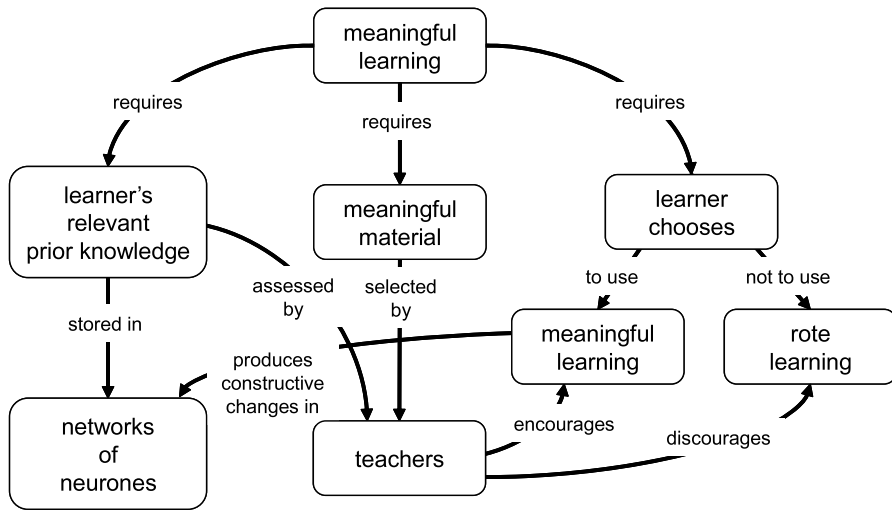 meaningful
learning
requires
requires
requires
learner's
relevant
prior knowledge
meaningful
material
learner
chooses
assessed
by
selected
by
to use
not to use
stored in
meaningful
learning
rote
learning
produces
constructive
changes in
networks
of
neurones
teachers
encourages
discourages